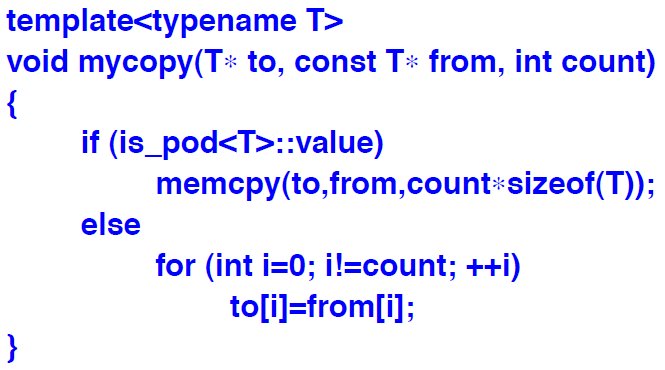 template<typename T>
void mycopy(T* to, const T* from, int count)
{
if (is_pod<T>::value)
memcpy(to,from,count*sizeof(T));
else
for (int i=0; i!=count; ++i)
to[i]=from[i];
}